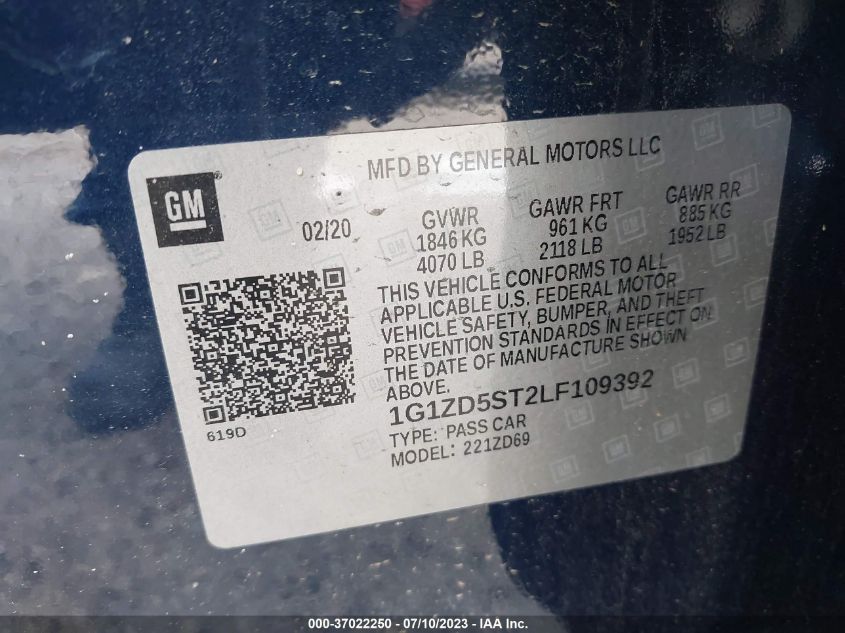 MFD BY GENERAL MOTORS LLC
GM
02/20
GVWR
1846 KG
4070 LB
GAWR FRT
961 KG
2118 LB
GAWR RR
885 KG
1952 LB
THIS VEHICLE CONFORMS TO ALL
APPLICABLE U.S. FEDERAL MOTOR
VEHICLE SAFETY, BUMPER, AND THEFT
PREVENTION STANDARDS IN EFFECT ON
THE DATE OF MANUFACTURE SHOWN
ABOVE.
1G1ZD5ST2LF109392
TYPE: PASS CAR
MODEL: 221ZD69
619D
000-37022250 - 07/10/2023 - IAA Inc.